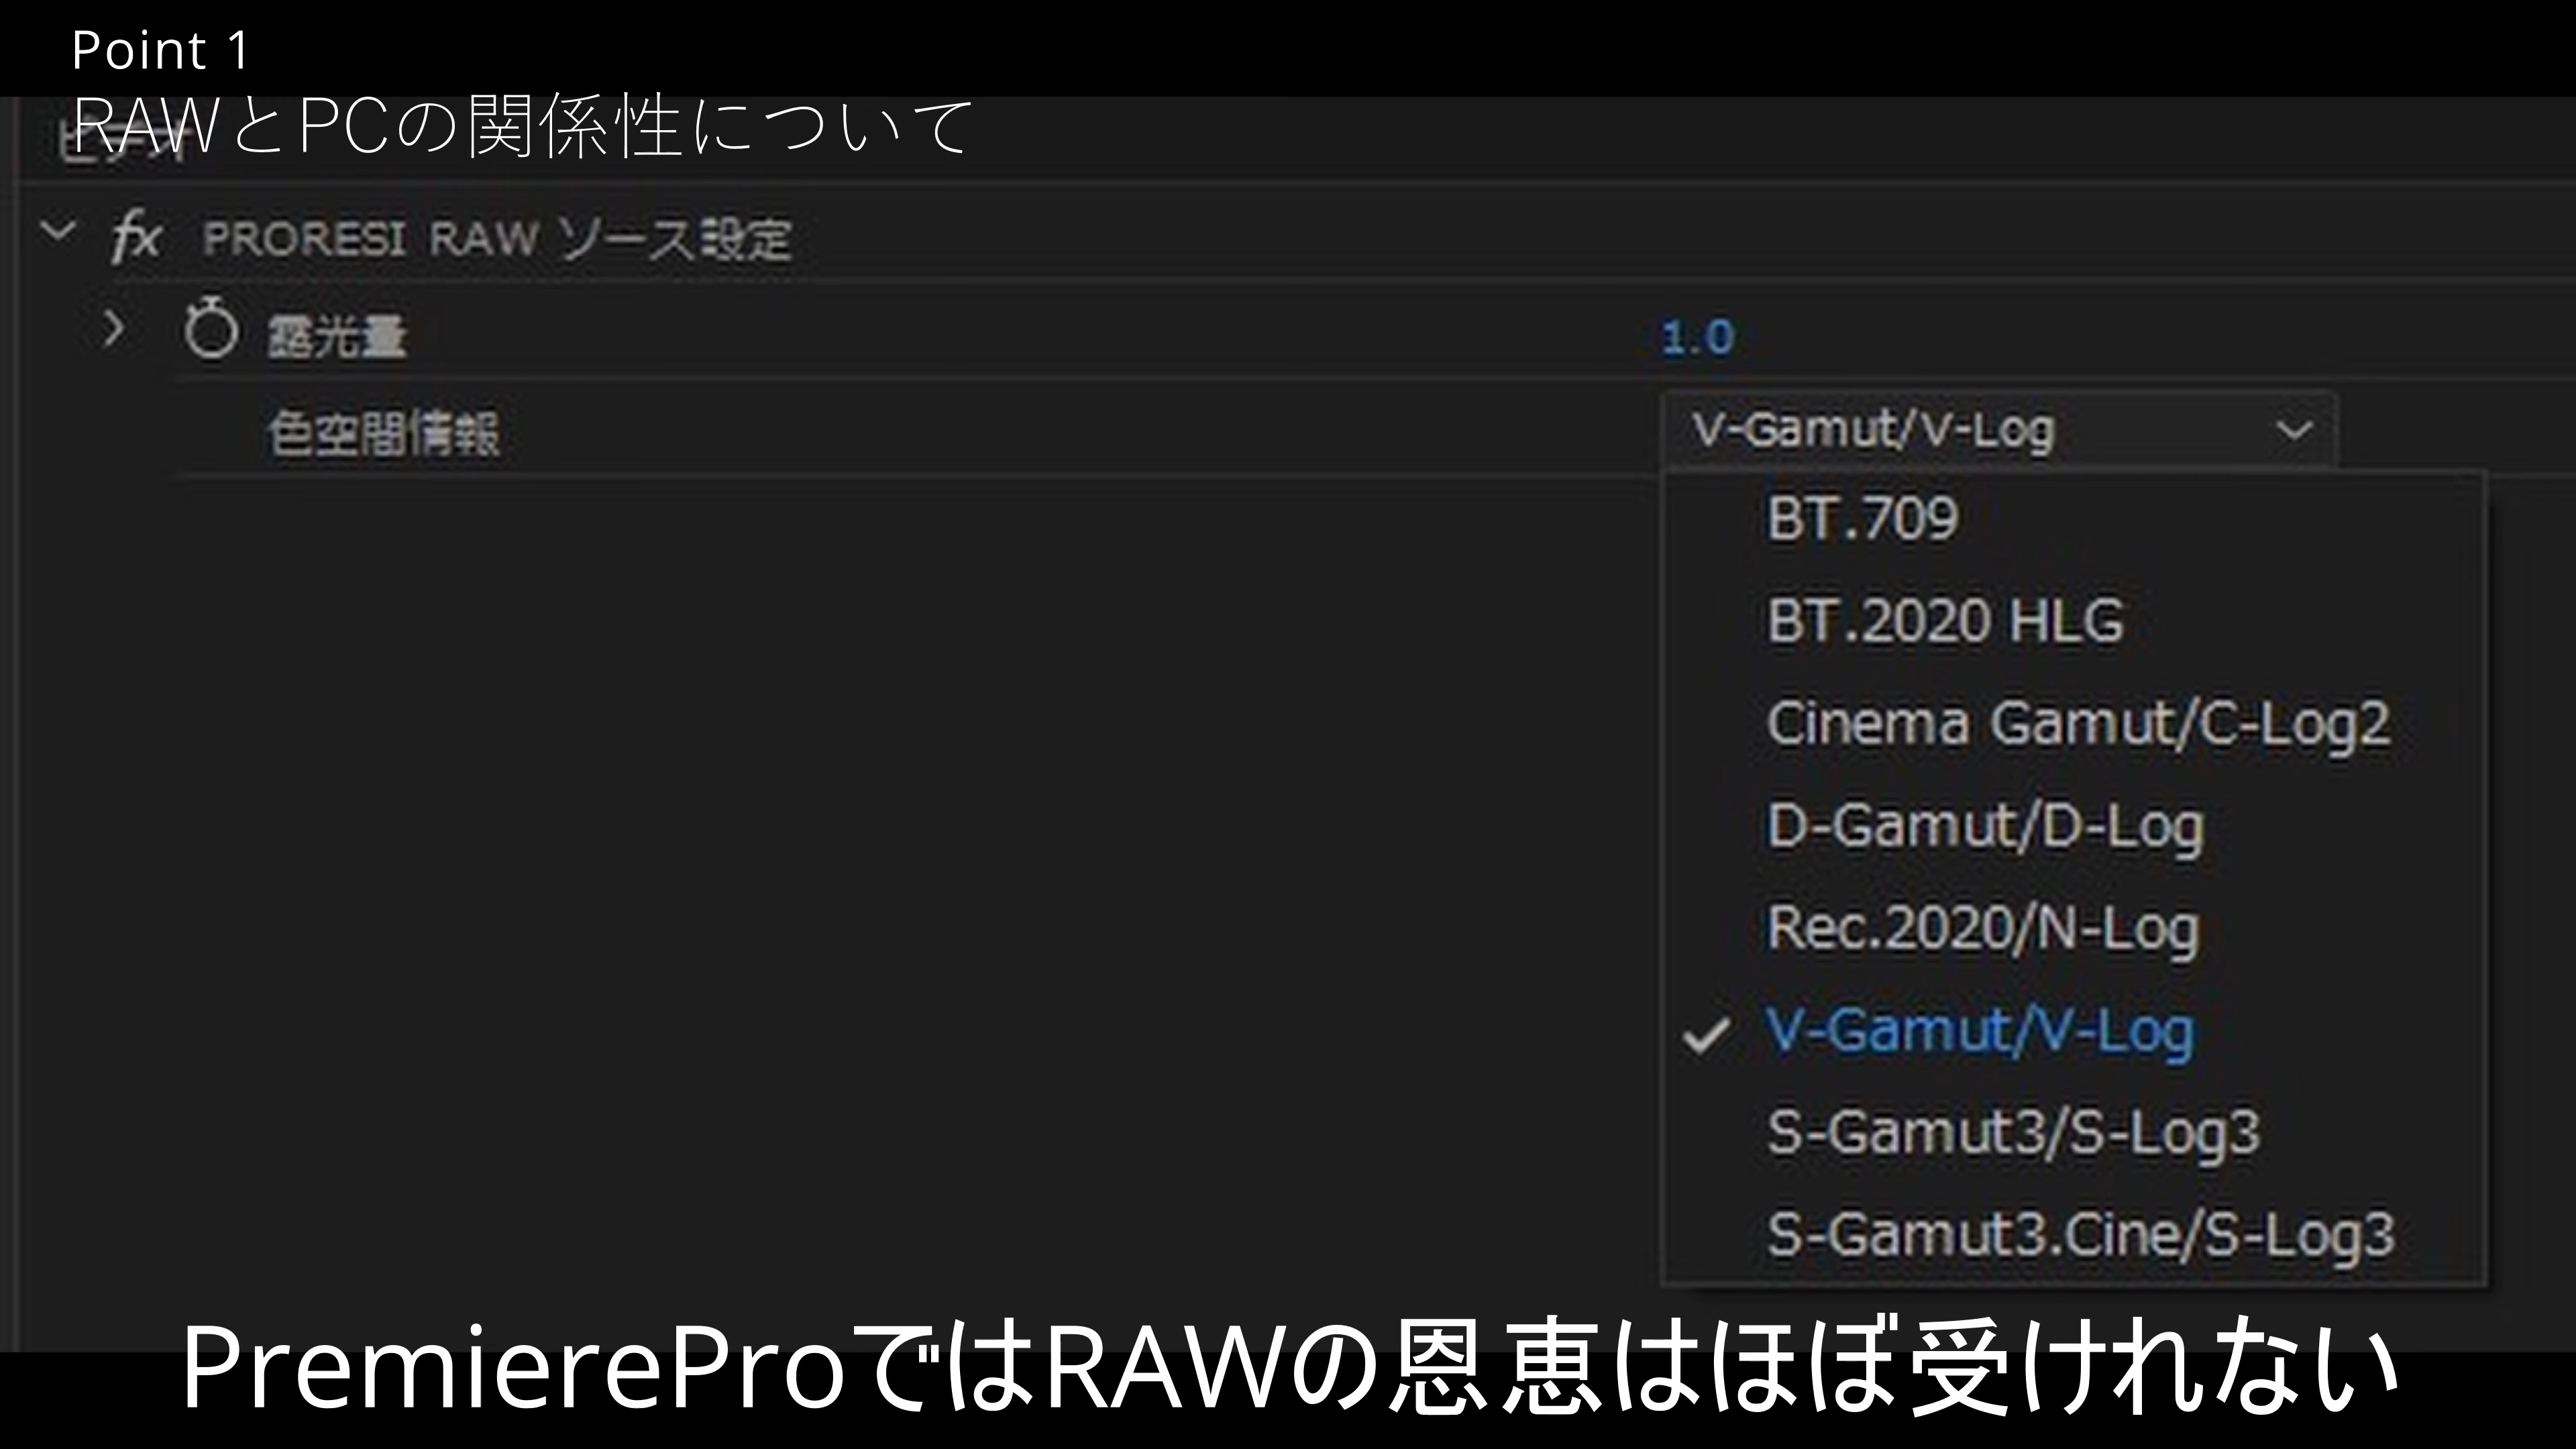 Point 1
RAWとPCの関係性について
ビデオ
fx PRORESI RAW ソース設定
露光量 1.0
色空間情報 V-Gamut/V-Log
BT.709
BT.2020 HLG
Cinema Gamut/C-Log2
D-Gamut/D-Log
Rec.2020/N-Log
V-Gamut/V-Log
S-Gamut3/S-Log3
S-Gamut3.Cine/S-Log3
PremiereProではRAWの恩恵はほぼ受けれない